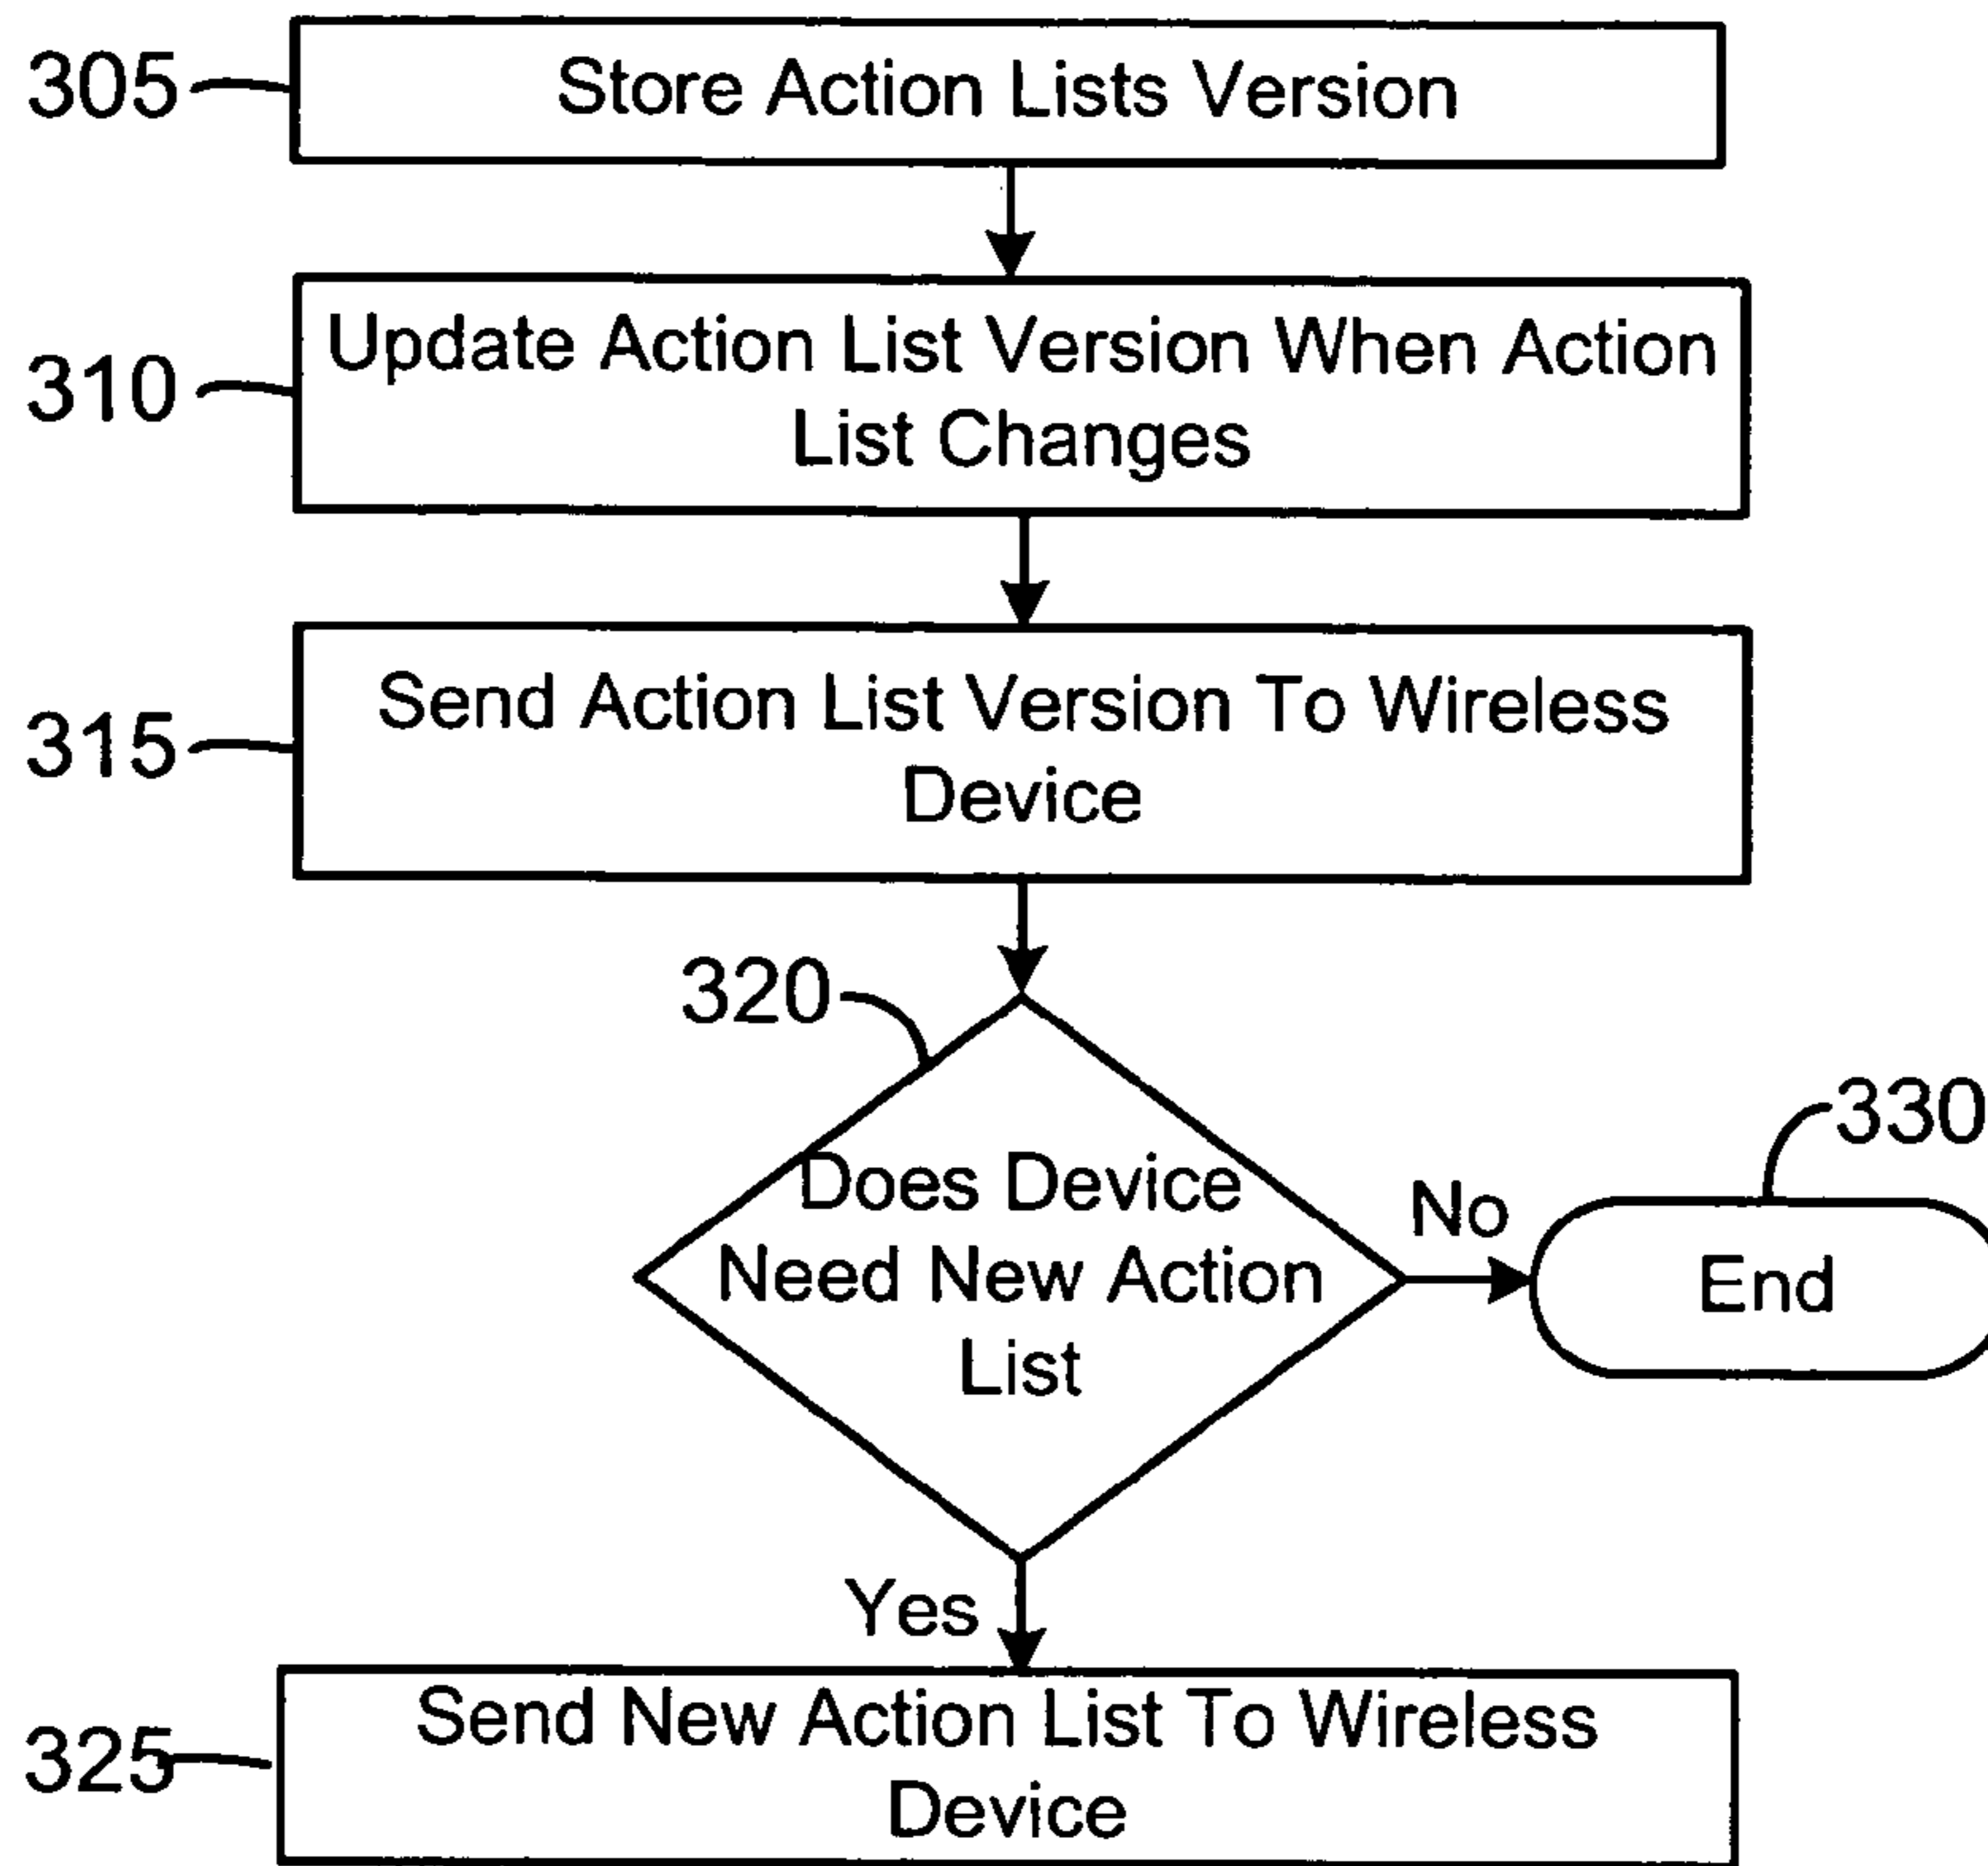 305
Store Action Lists Version
310
Update Action List Version When Action
List Changes
315
Send Action List Version To Wireless
Device
320
Does Device
Need New Action
List
No
330
End
Yes
325
Send New Action List To Wireless
Device